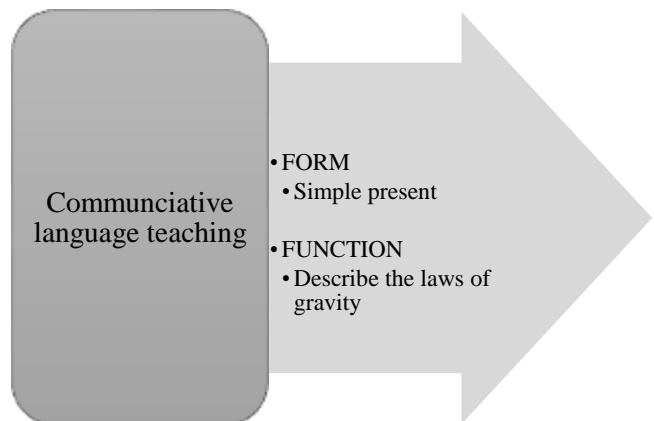 Communciative
language teaching
• FORM
• Simple present
• FUNCTION
• Describe the laws of
gravity